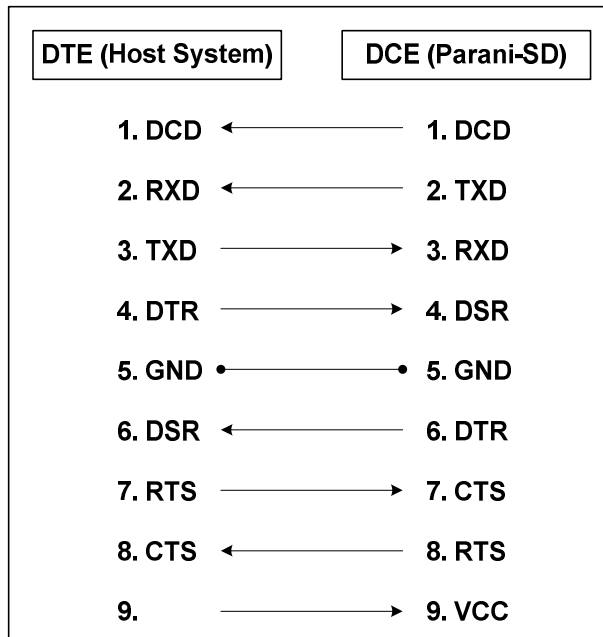 DTE (Host System) DCE (Parani-SD)
1. DCD 1. DCD
2. RXD 2. TXD
3. TXD 3. RXD
4. DTR 4. DSR
5. GND 5. GND
6. DSR 6. DTR
7. RTS 7. CTS
8. CTS 8. RTS
9. 9. VCC